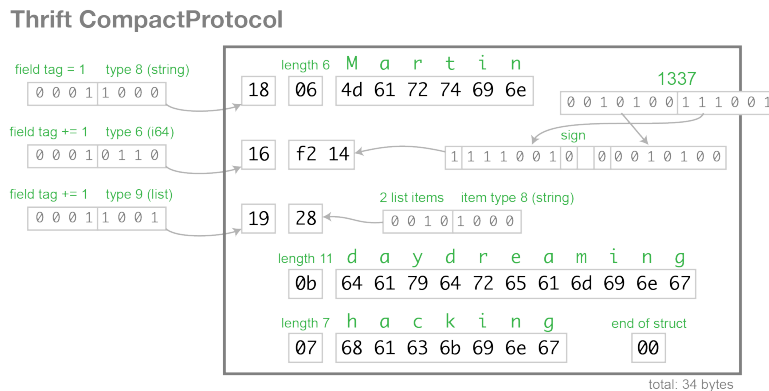 Thrift CompactProtocol
length 6 M a r t i n
field tag = 1 type 8 (string)
0 0 0 1 1 0 0 0
18 06 4d 61 72 74 69 6e
1337
0 0 1 0 1 0 0 1 1 1 0 0 1
field tag += 1 type 6 (i64)
sign
0 0 0 1 0 1 1 0
16 f2 14
1 1 1 1 0 0 1 0 0 0 0 1 0 1 0 0
field tag += 1 type 9 (list)
2 list items item type 8 (string)
0 0 0 1 1 0 0 1
19 28
0 0 1 0 1 0 0 0
length 11 d a y d r e a m i n g
0b 64 61 79 64 72 65 61 6d 69 6e 67
length 7 h a c k i n g
end of struct
07 68 61 63 6b 69 6e 67 00
total: 34 bytes